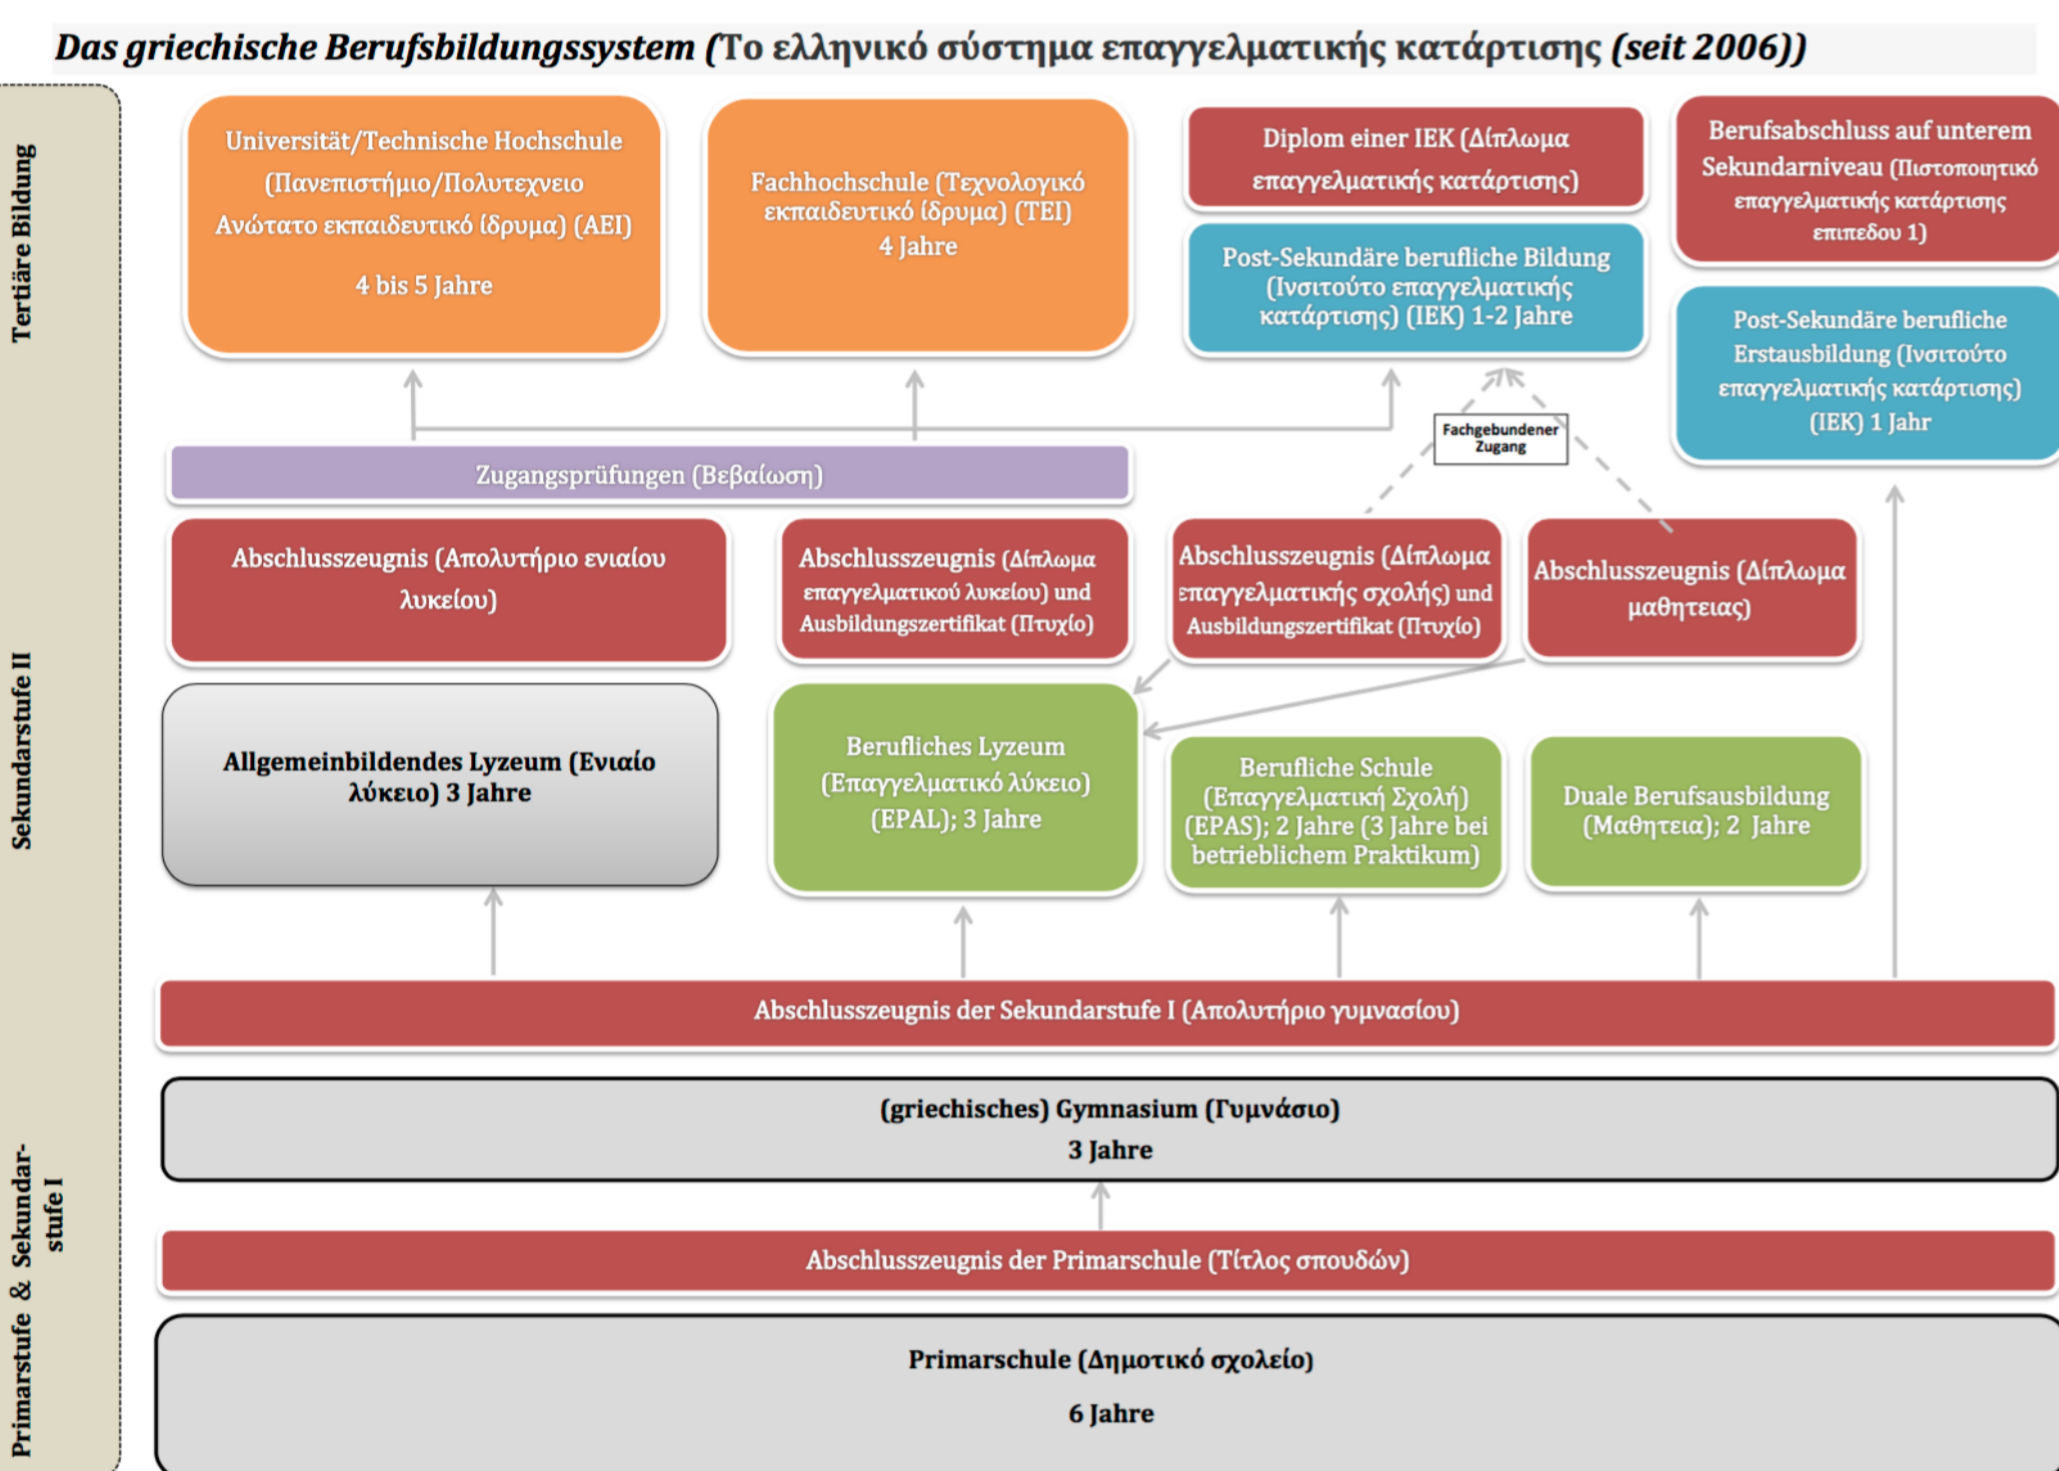 Das griechische Berufsbildungssystem (Το ελληνικό σύστημα επαγγελματικής κατάρτισης (seit 2006))
Tertiäre Bildung
Universität/Technische Hochschule
(Πανεπιστήμιο/Πολυτεχνειο
Ανώτατο εκπαιδευτικό ίδρυμα) (AEI)
4 bis 5 Jahre
Fachhochschule (Τεχνολογικό
εκπαιδευτικό ίδρυμα) (TEI)
4 Jahre
Diplom einer IEK (Δίπλωμα
επαγγελματικής κατάρτισης)
Post-Sekundäre berufliche Bildung
(Ινσιτούτο επαγγελματικής
κατάρτισης) (IEK) 1-2 Jahre
Berufsabschluss auf unterem
Sekundarniveau (Πιστοποιητικό
επαγγελματικής κατάρτισης
επιπεδου 1)
Post-Sekundäre berufliche
Erstausbildung (Ινσιτούτο
επαγγελματικής κατάρτισης)
(IEK) 1 Jahr
Fachgebundener
Zugang
Zugangsprüfungen (Βεβαίωση)
Sekundarstufe II
Abschlusszeugnis (Απολυτήριο ενιαίου
λυκείου)
Abschlusszeugnis (Δίπλωμα
επαγγελματικού λυκείου) und
Ausbildungszertifikat (Πτυχίο)
Abschlusszeugnis (Δίπλωμα
επαγγελματικής σχολής) und
Ausbildungszertifikat (Πτυχίο)
Abschlusszeugnis (Δίπλωμα
μαθητειας)
Allgemeinbildendes Lyzeum (Ενιαίο
λύκειο) 3 Jahre
Berufliches Lyzeum
(Επαγγελματικό λύκειο)
(EPAL); 3 Jahre
Berufliche Schule
(Επαγγελματική Σχολή)
(EPAS); 2 Jahre (3 Jahre bei
betrieblichem Praktikum)
Duale Berufsausbildung
(Μαθητεια); 2 Jahre
Abschlusszeugnis der Sekundarstufe I (Απολυτήριο γυμνασίου)
Primarstufe & Sekundar-
stufe I
(griechisches) Gymnasium (Γυμνάσιο)
3 Jahre
Abschlusszeugnis der Primarschule (Τίτλος σπουδών)
Primarschule (Δημοτικό σχολείο)
6 Jahre